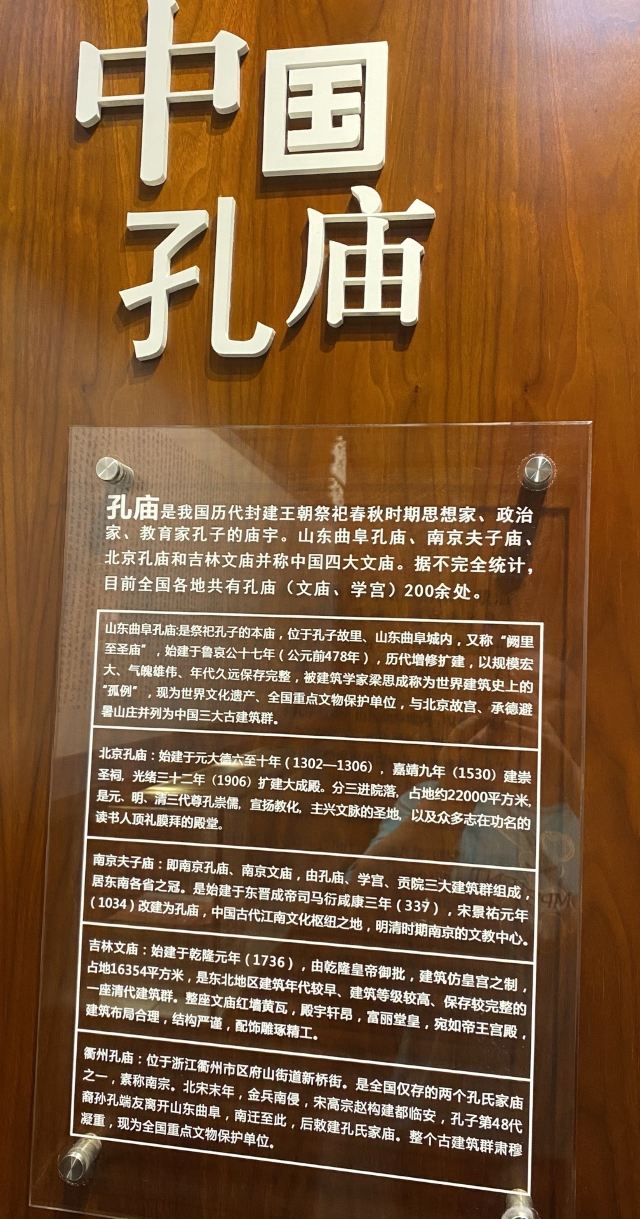 中国
孔庙
孔庙是我国历代封建王朝祭祀春秋时期思想家、政治
家、教育家孔子的庙宇。山东曲阜孔庙、南京夫子庙、
北京孔庙和吉林文庙并称中国四大文庙。据不完全统计，
目前全国各地共有孔庙（文庙、学宫）200余处。
山东曲阜孔庙:是祭祀孔子的本庙，位于孔子故里、山东曲阜城内，又称“阙里
至圣庙”，始建于鲁哀公十七年（公元前478年），历代增修扩建，以规模宏
大、气魄雄伟、年代久远保存完整，被建筑学家梁思成称为世界建筑史上的
“孤例”，现为世界文化遗产、全国重点文物保护单位，与北京故宫、承德避
暑山庄并列为中国三大古建筑群。
北京孔庙：始建于元大德六至十年（1302—1306），嘉靖九年（1530）建崇
圣祠，光绪三十二年（1906）扩建大成殿。分三进院落，占地约22000平方米，
是元、明、清三代尊孔崇儒，宣扬教化，主兴文脉的圣地，以及众多志在功名的
读书人顶礼膜拜的殿堂。
南京夫子庙：即南京孔庙、南京文庙，由孔庙、学宫、贡院三大建筑群组成，
居东南各省之冠。是始建于东晋成帝司马衍咸康三年（337），宋景祐元年
（1034）改建为孔庙，中国古代江南文化枢纽之地，明清时期南京的文教中心。
吉林文庙：始建于乾隆元年（1736），由乾隆皇帝御批，建筑仿皇宫之制，
占地16354平方米，是东北地区建筑年代较早、建筑等级较高、保存较完整的
一座清代建筑群。整座文庙红墙黄瓦，殿宇轩昂，富丽堂皇，宛如帝王宫殿，
建筑布局合理，结构严谨，配饰雕琢精工。
衢州孔庙：位于浙江衢州市区府山街道新桥街。是全国仅存的两个孔氏家庙
之一，素称南宗。北宋末年，金兵南侵，宋高宗赵构建都临安，孔子第48代
裔孙孔端友离开山东曲阜，南迁至此，后敕建孔氏家庙。整个古建筑群肃穆
凝重，现为全国重点文物保护单位。